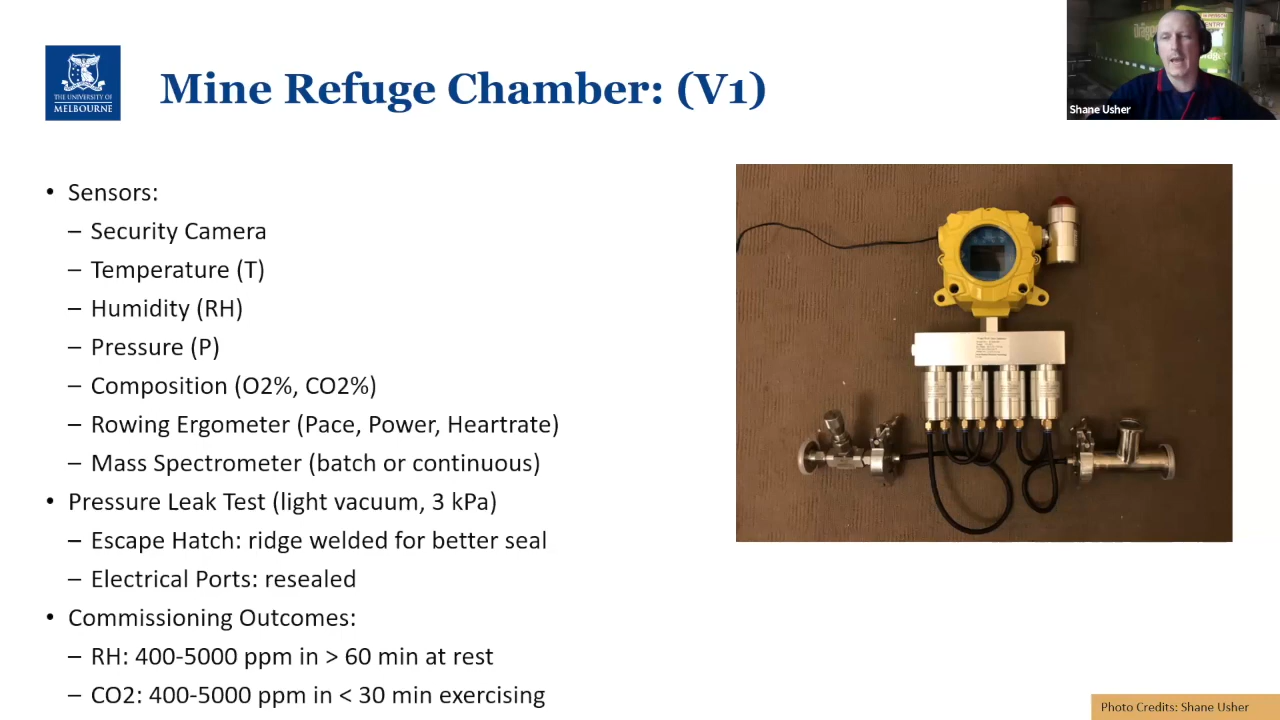 THE UNIVERSITY OF
MELBOURNE
Mine Refuge Chamber: (V1)
Shane Usher
• Sensors:
– Security Camera
– Temperature (T)
– Humidity (RH)
– Pressure (P)
– Composition (O2%, CO2%)
– Rowing Ergometer (Pace, Power, Heartrate)
– Mass Spectrometer (batch or continuous)
• Pressure Leak Test (light vacuum, 3 kPa)
– Escape Hatch: ridge welded for better seal
– Electrical Ports: resealed
• Commissioning Outcomes:
– RH: 400-5000 ppm in > 60 min at rest
– CO2: 400-5000 ppm in < 30 min exercising
Photo Credits: Shane Usher